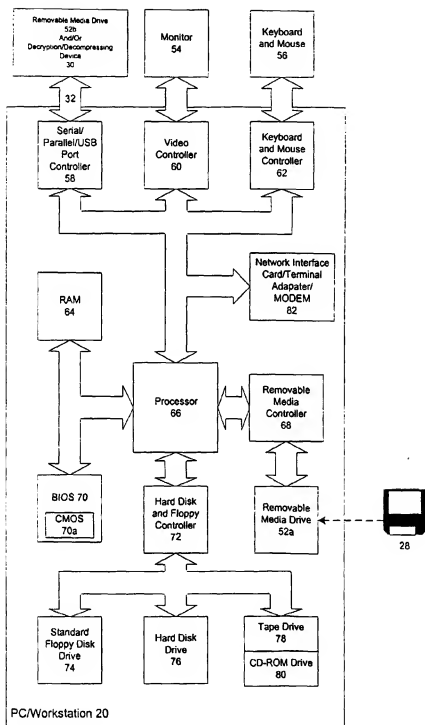 Removable Media Drive
52b
And/Or
Decryption/Decompressing
Device
30
Monitor
54
Keyboard
and Mouse
56
32
Serial/
Parallel/USB
Port
Controller
58
Video
Controller
60
Keyboard
and Mouse
Controller
62
Network Interface
Card/Terminal
Adapater/
MODEM
82
RAM
64
Processor
66
Removable
Media
Controller
68
BIOS 70
CMOS
70a
Hard Disk
and Floppy
Controller
72
Removable
Media Drive
52a
28
Standard
Floppy Disk
Drive
74
Hard Disk
Drive
76
Tape Drive
78
CD-ROM Drive
80
PC/Workstation 20